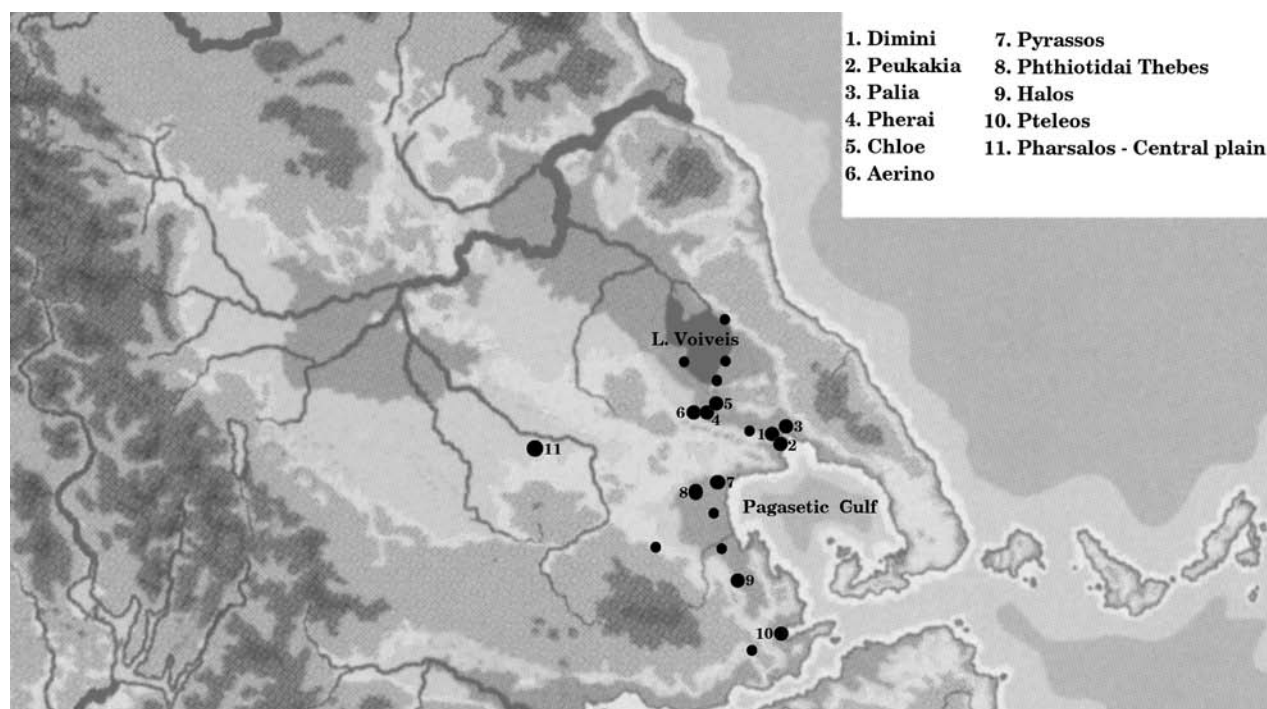 1. Dimini
2. Peukakia
3. Palia
4. Pherai
5. Chloe
6. Aerino
7. Pyrassos
8. Phthiotidai Thebes
9. Halos
10. Pteleos
11. Pharsalos - Central plain
L. Voiveis
5
6
4
3
1
2
11
7
8
Pagasetic Gulf
9
10